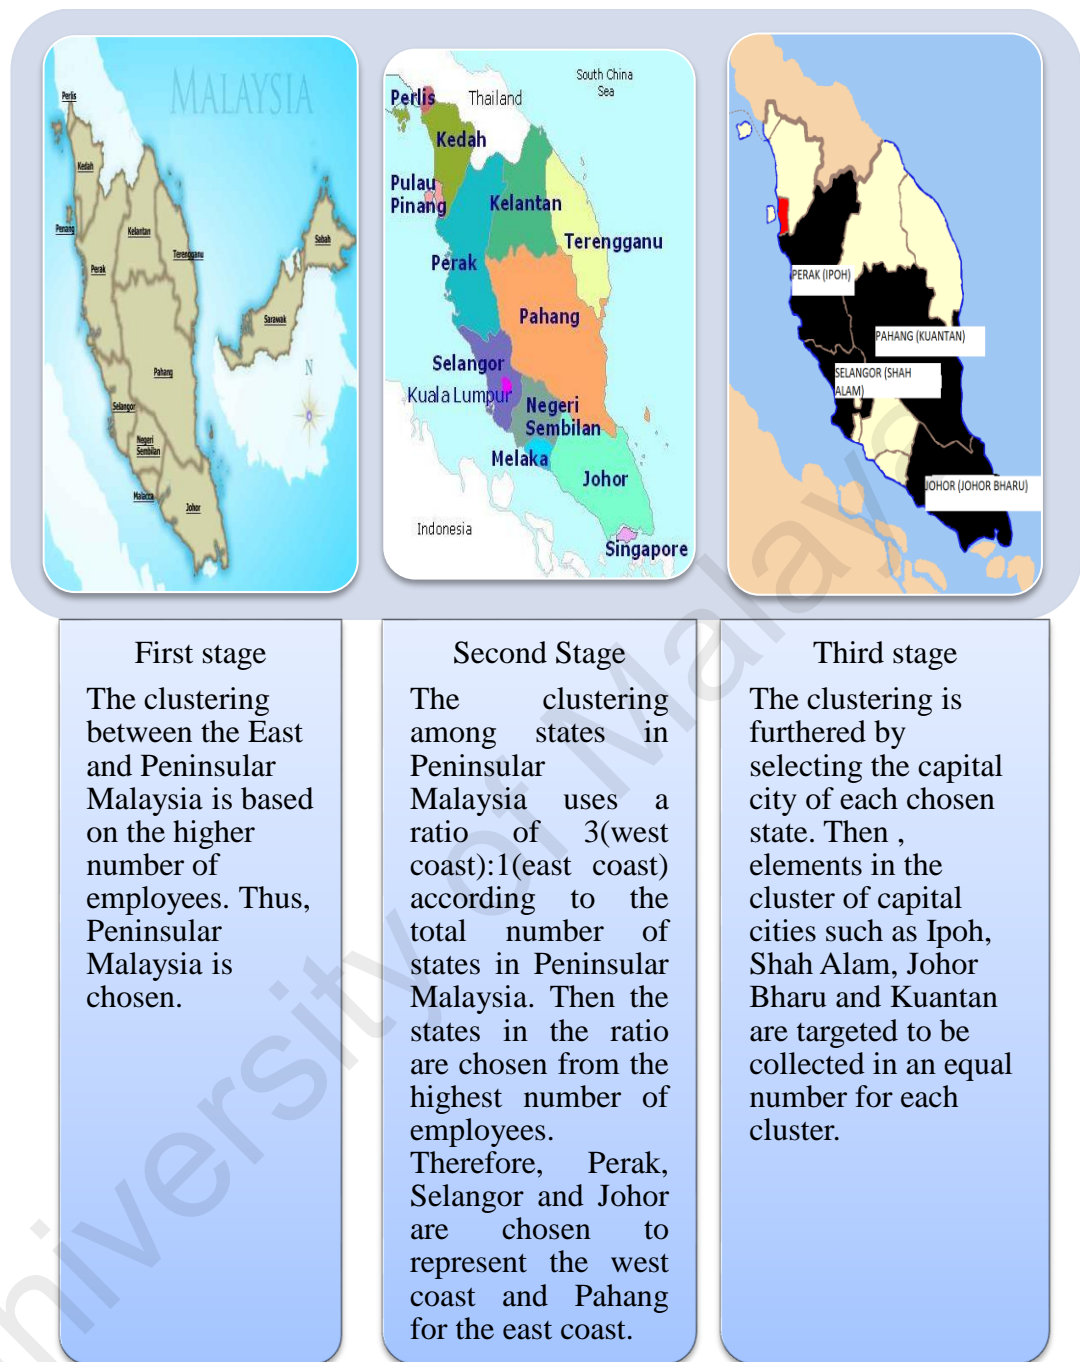 MALAYSIA
Perlis
Kedah
Penang
Kelantan
Terengganu
Perak
Sabah
Sarawak
N
Pahang
Selangor
Negeri
Sembilan
Malacca
Johor
South China
Sea
Perlis
Thailand
Kedah
Pulau
Pinang
Kelantan
Terengganu
Perak
Pahang
Selangor
Kuala Lumpur
Negeri
Sembilan
Melaka
Johor
Indonesia
Singapore
PERAK (IPOH)
PAHANG (KUANTAN)
SELANGOR (SHAH
ALAM)
JOHOR (JOHOR BHARU)
First stage
The clustering
between the East
and Peninsular
Malaysia is based
on the higher
number of
employees. Thus,
Peninsular
Malaysia is
chosen.
Second Stage
The clustering
among states in
Peninsular
Malaysia uses a
ratio of 3(west
coast):1(east coast)
according to the
total number of
states in Peninsular
Malaysia. Then the
states in the ratio
are chosen from the
highest number of
employees.
Therefore, Perak,
Selangor and Johor
are chosen to
represent the west
coast and Pahang
for the east coast.
Third stage
The clustering is
furthered by
selecting the capital
city of each chosen
state. Then ,
elements in the
cluster of capital
cities such as Ipoh,
Shah Alam, Johor
Bharu and Kuantan
are targeted to be
collected in an equal
number for each
cluster.
University of Malaya